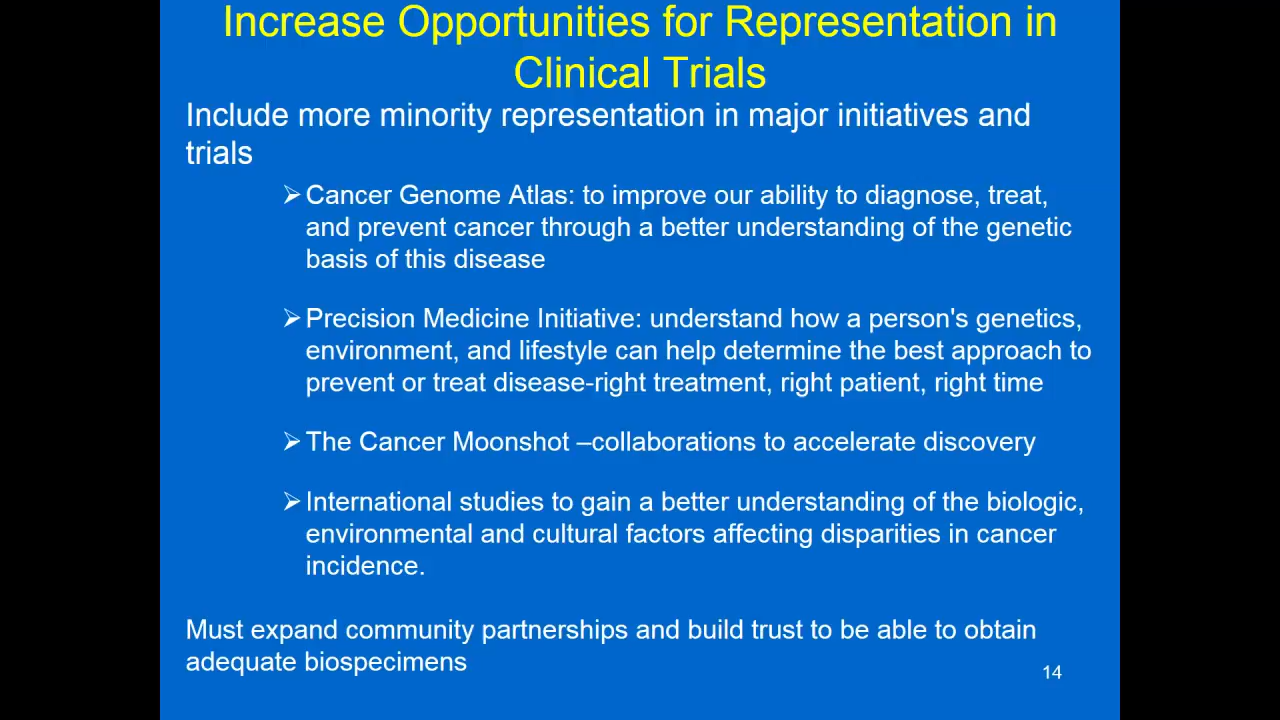 Increase Opportunities for Representation in
Clinical Trials
Include more minority representation in major initiatives and
trials
➢Cancer Genome Atlas: to improve our ability to diagnose, treat,
and prevent cancer through a better understanding of the genetic
basis of this disease
➢Precision Medicine Initiative: understand how a person's genetics,
environment, and lifestyle can help determine the best approach to
prevent or treat disease-right treatment, right patient, right time
➢The Cancer Moonshot –collaborations to accelerate discovery
➢International studies to gain a better understanding of the biologic,
environmental and cultural factors affecting disparities in cancer
incidence.
Must expand community partnerships and build trust to be able to obtain
adequate biospecimens
14